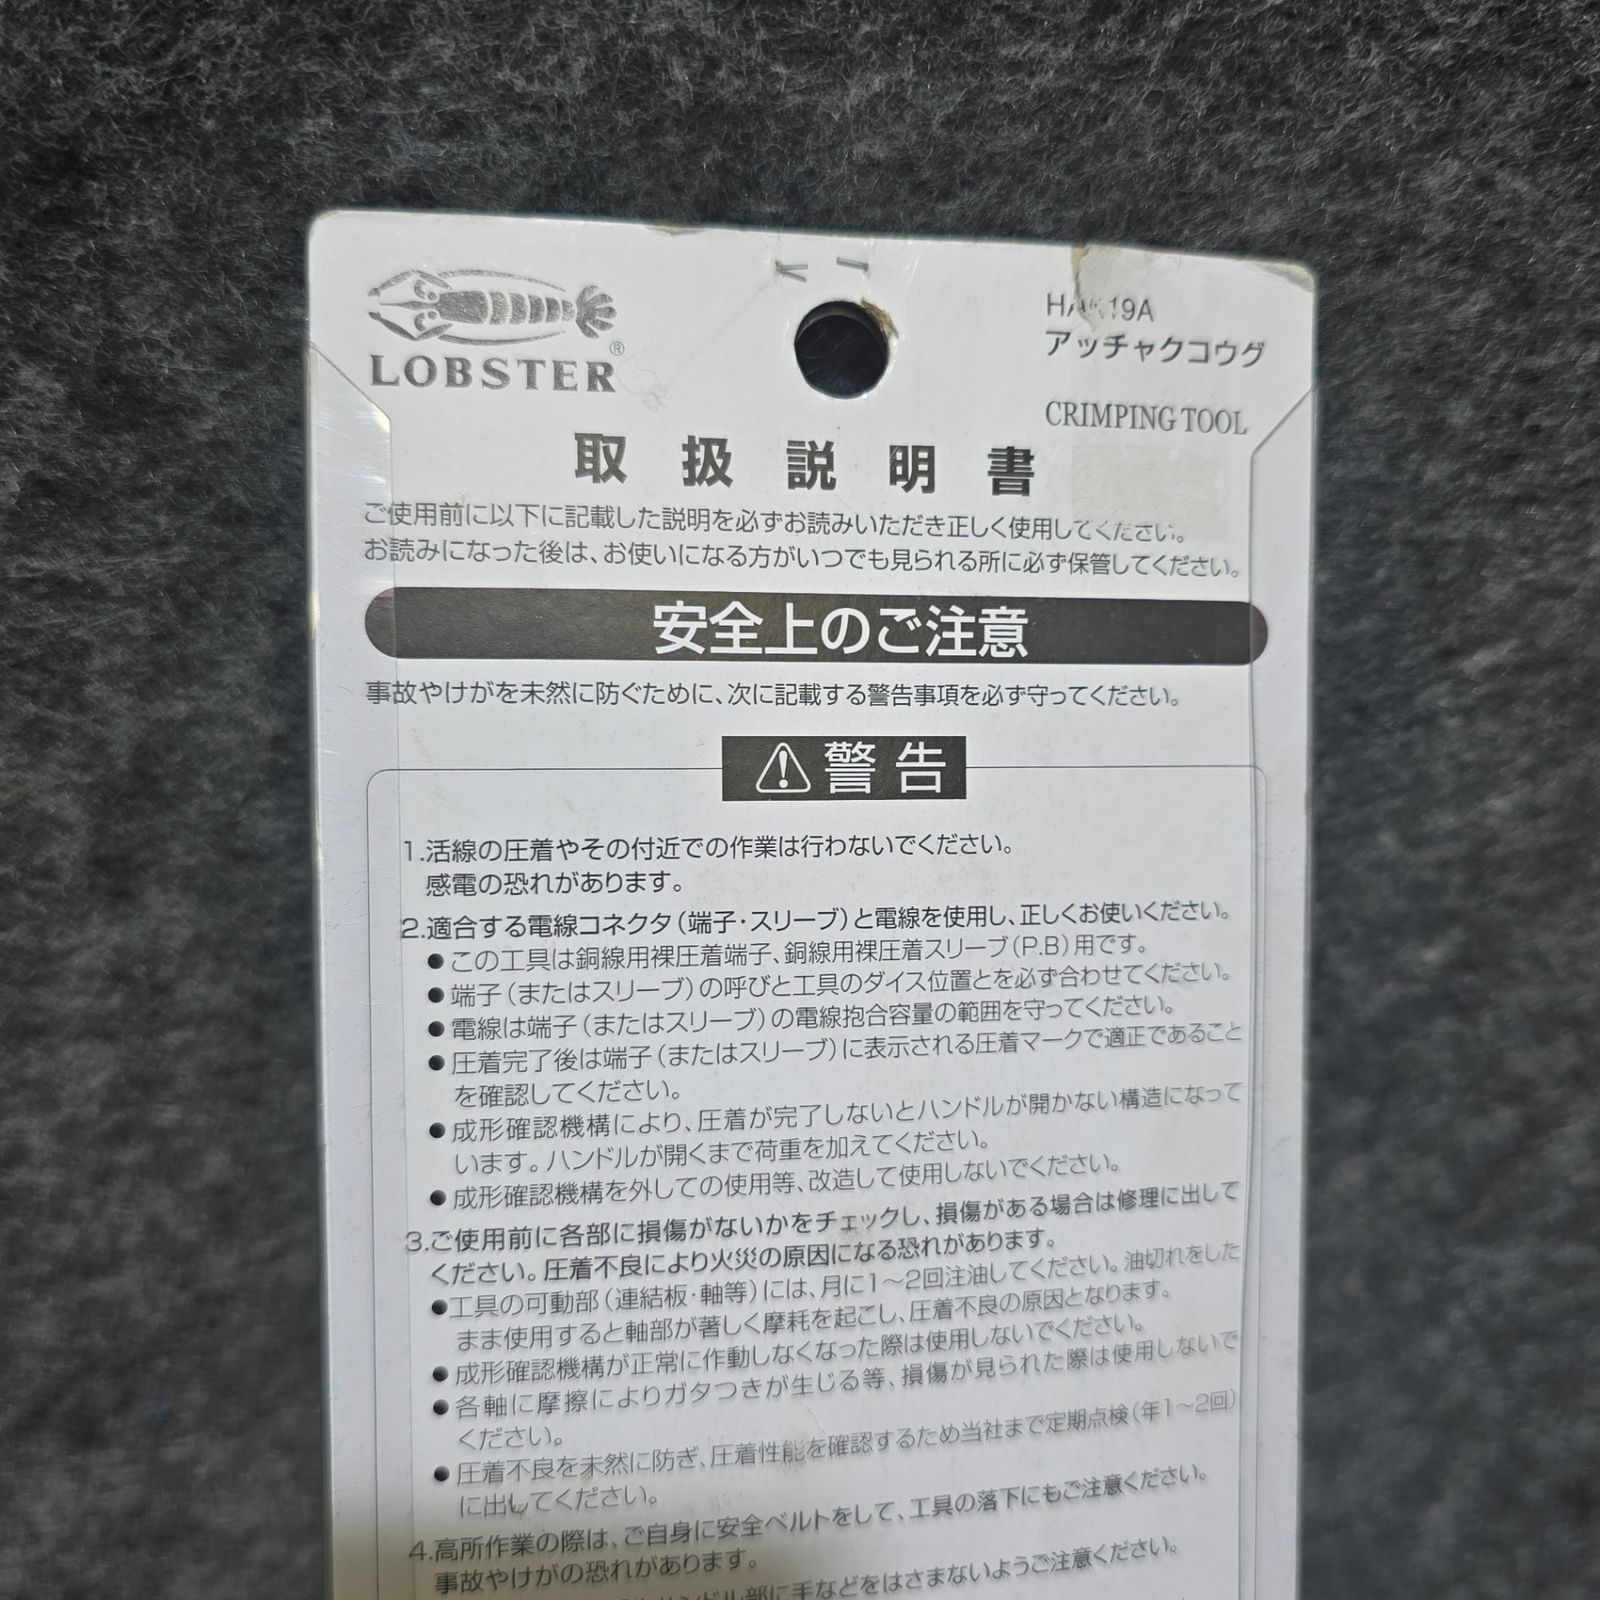 LOBSTER®
アッチャクコウグ
CRIMPING TOOL
取扱説明書
ご使用前に以下に記載した説明を必ずお読みいただき正しく使用してください。
お読みになった後は、お使いになる方がいつでも見られる所に必ず保管してください。
安全上のご注意
事故やけがを未然に防ぐために、次に記載する警告事項を必ず守ってください。
警告
1.活線の圧着やその付近での作業は行わないでください。
感電の恐れがあります。
2.適合する電線コネクタ(端子・スリーブ)と電線を使用し、正しくお使いください。
●この工具は銅線用裸圧着端子、銅線用裸圧着スリーブ(P.B)用です。
●端子(またはスリーブ)の呼びと工具のダイス位置とを必ず合わせてください。
●電線は端子(またはスリーブ)の電線抱合容量の範囲を守ってください。
●圧着完了後は端子(またはスリーブ)に表示される圧着マークで適正であること
を確認してください。
●成形確認機構により、圧着が完了しないとハンドルが開かない構造になって
います。ハンドルが開くまで荷重を加えてください。
●成形確認機構を外しての使用等、改造して使用しないでください。
3.ご使用前に各部に損傷がないかをチェックし、損傷がある場合は修理に出して
ください。圧着不良により火災の原因になる恐れがあります。
●工具の可動部(連結板・軸等)には、月に1〜2回注油してください。油切れをした
まま使用すると軸部が著しく摩耗を起こし、圧着不良の原因となります。
●成形確認機構が正常に作動しなくなった際は使用しないでください。
●各軸に摩擦によりガタつきが生じる等、損傷が見られた際は使用しないで
ください。
●圧着不良を未然に防ぎ、圧着性能を確認するため当社まで定期点検(年1〜2回)
に出してください。
4.高所作業の際は、ご自身に安全ベルトをして、工具の落下にもご注意ください。
事故やけがの恐れがあります。
ハンドル部に手などをはさまないようご注意ください。